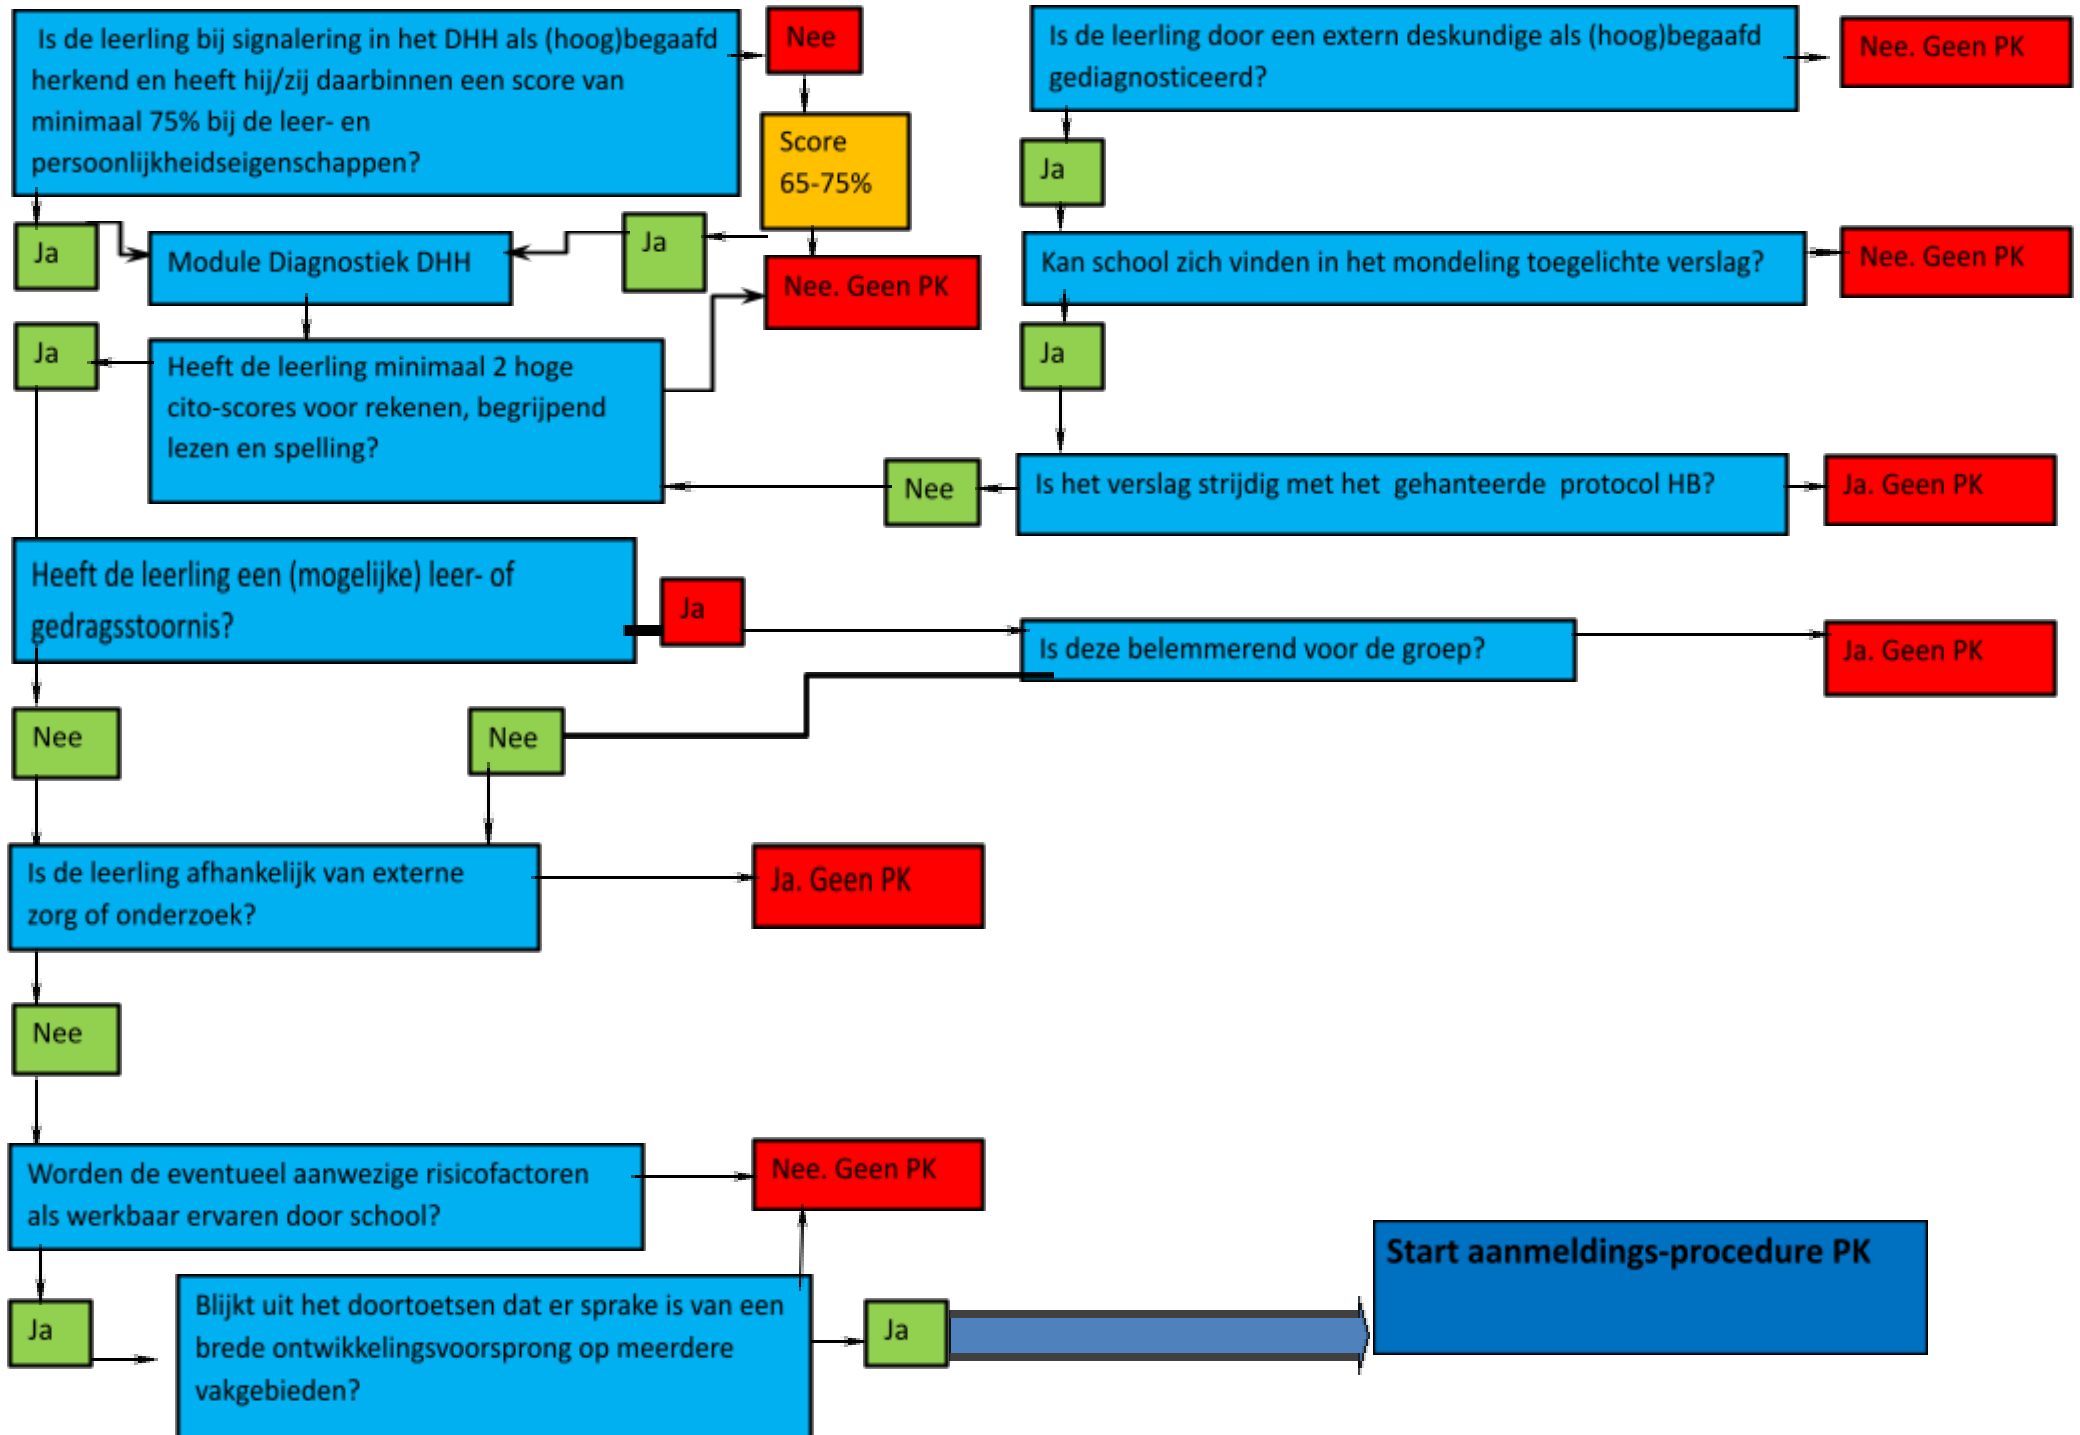 Is de leerling bij signalering in het DHH als (hoog)begaafd
herkend en heeft hij/zij daarbinnen een score van
minimaal 75% bij de leer- en
persoonlijkheidseigenschappen?
Nee
Score
65-75%
Ja
Module Diagnostiek DHH
Ja
Nee. Geen PK
Ja
Heeft de leerling minimaal 2 hoge
cito-scores voor rekenen, begrijpend
lezen en spelling?
Is de leerling door een extern deskundige als (hoog)begaafd
gediagnosticeerd?
Nee. Geen PK
Ja
Kan school zich vinden in het mondeling toegelichte verslag?
Nee. Geen PK
Ja
Nee
Is het verslag strijdig met het gehanteerde protocol HB?
Ja. Geen PK
Heeft de leerling een (mogelijke) leer- of
gedragsstoornis?
Ja
Is deze belemmerend voor de groep?
Ja. Geen PK
Nee
Nee
Is de leerling afhankelijk van externe
zorg of onderzoek?
Ja. Geen PK
Nee
Worden de eventueel aanwezige risicofactoren
als werkbaar ervaren door school?
Nee. Geen PK
Ja
Blijkt uit het doortoetsen dat er sprake is van een
brede ontwikkelingsvoorsprong op meerdere
vakgebieden?
Ja
Start aanmeldings-procedure PK